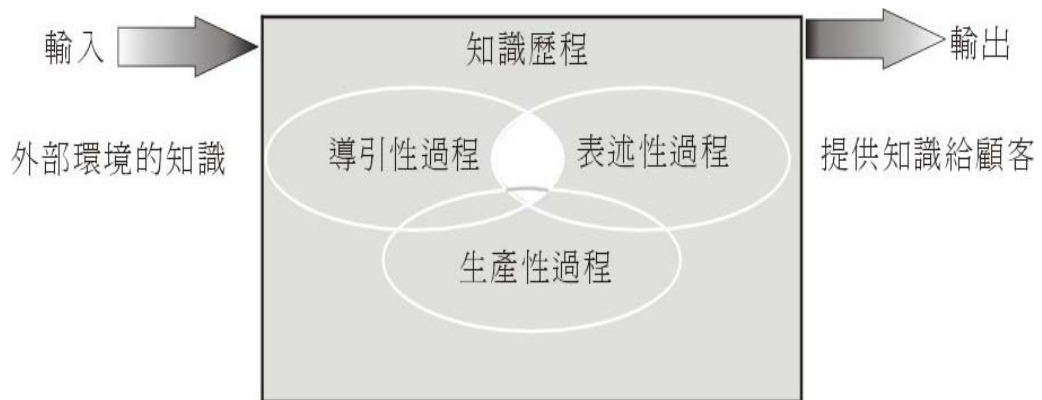 輸入
知識歷程
輸出
外部環境的知識
導引性過程
表述性過程
提供知識給顧客
生產性過程